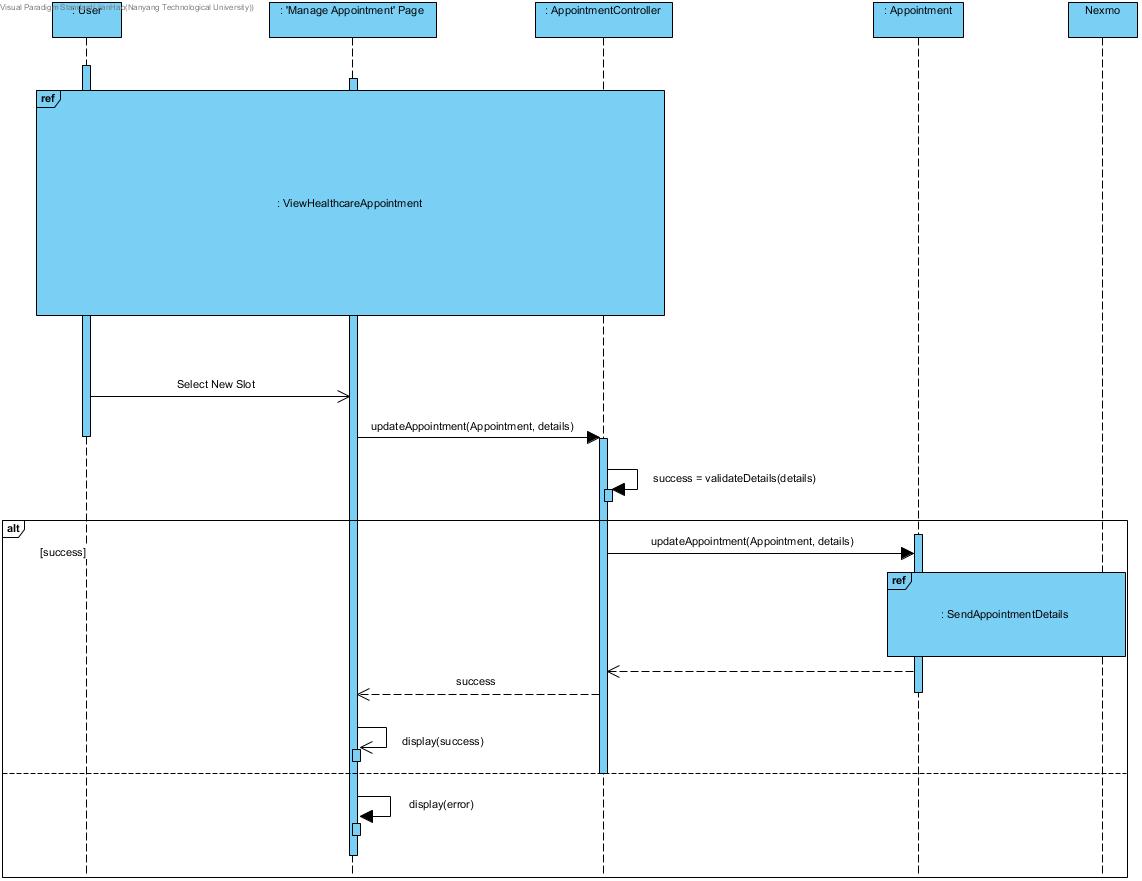 Visual Paradigm Standard(Nanyang Technological University))
: User
: 'Manage Appointment' Page
: AppointmentController
: Appointment
Nexmo
ref
: ViewHealthcareAppointment
Select New Slot
updateAppointment(Appointment, details)
success = validateDetails(details)
alt
[success]
updateAppointment(Appointment, details)
ref
: SendAppointmentDetails
success
display(success)
display(error)